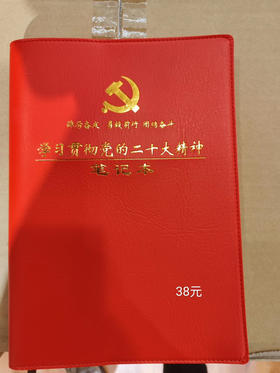 踔厉奋发 勇毅前行 团结奋斗
学习贯彻党的二十大精神
笔记本
38元